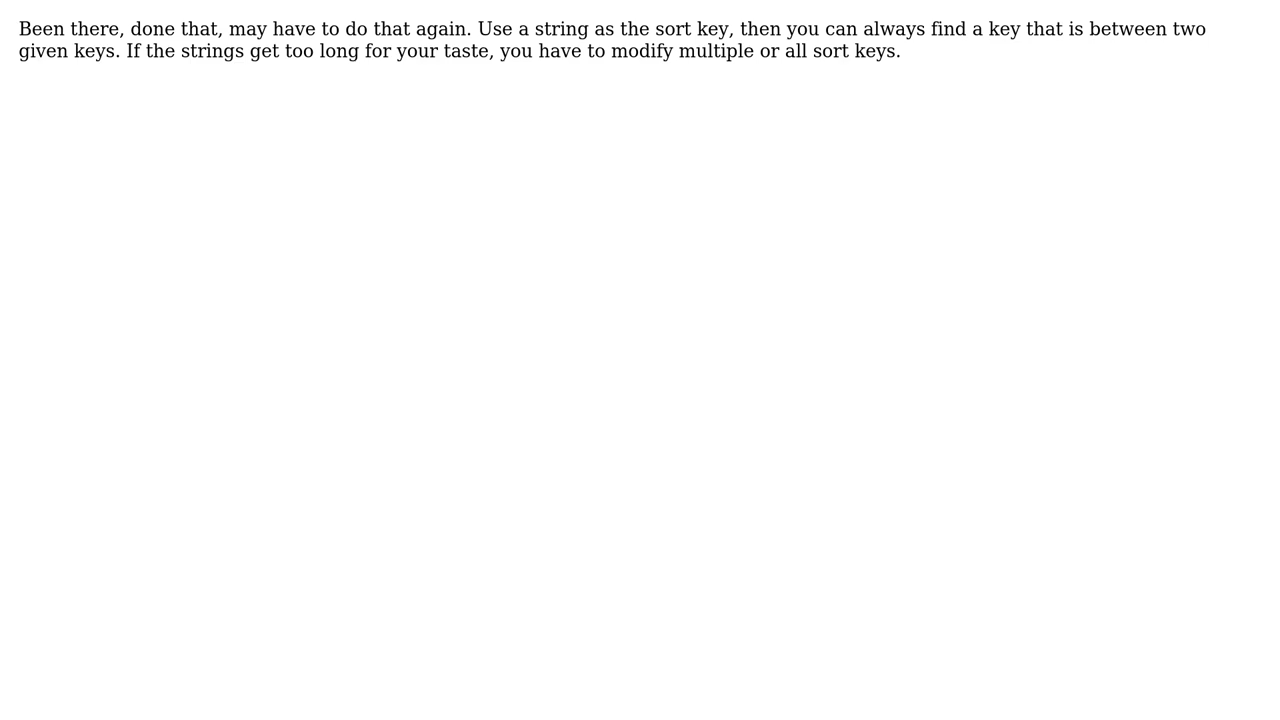 Been there, done that, may have to do that again. Use a string as the sort key, then you can always find a key that is between two
given keys. If the strings get too long for your taste, you have to modify multiple or all sort keys.